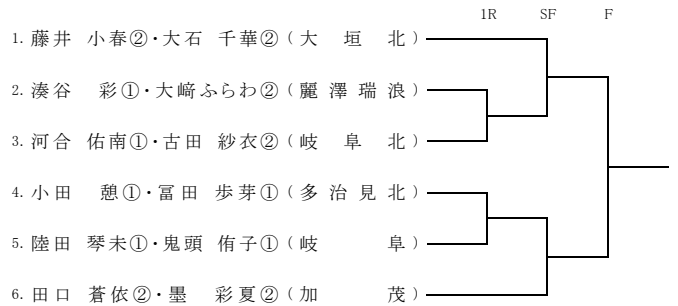 1R SF F
1. 藤井 小春②・大石 千華②（大 垣 北）
2. 湊谷 彩①・大﨑ふらわ②（麗 澤 瑞 浪）
3. 河合 佑南①・古田 紗衣②（岐 阜 北）
4. 小田 憩①・冨田 歩芽①（多 治 見 北）
5. 陸田 琴未①・鬼頭 侑子①（岐 阜）
6. 田口 蒼依②・墨 彩夏②（加 茂）